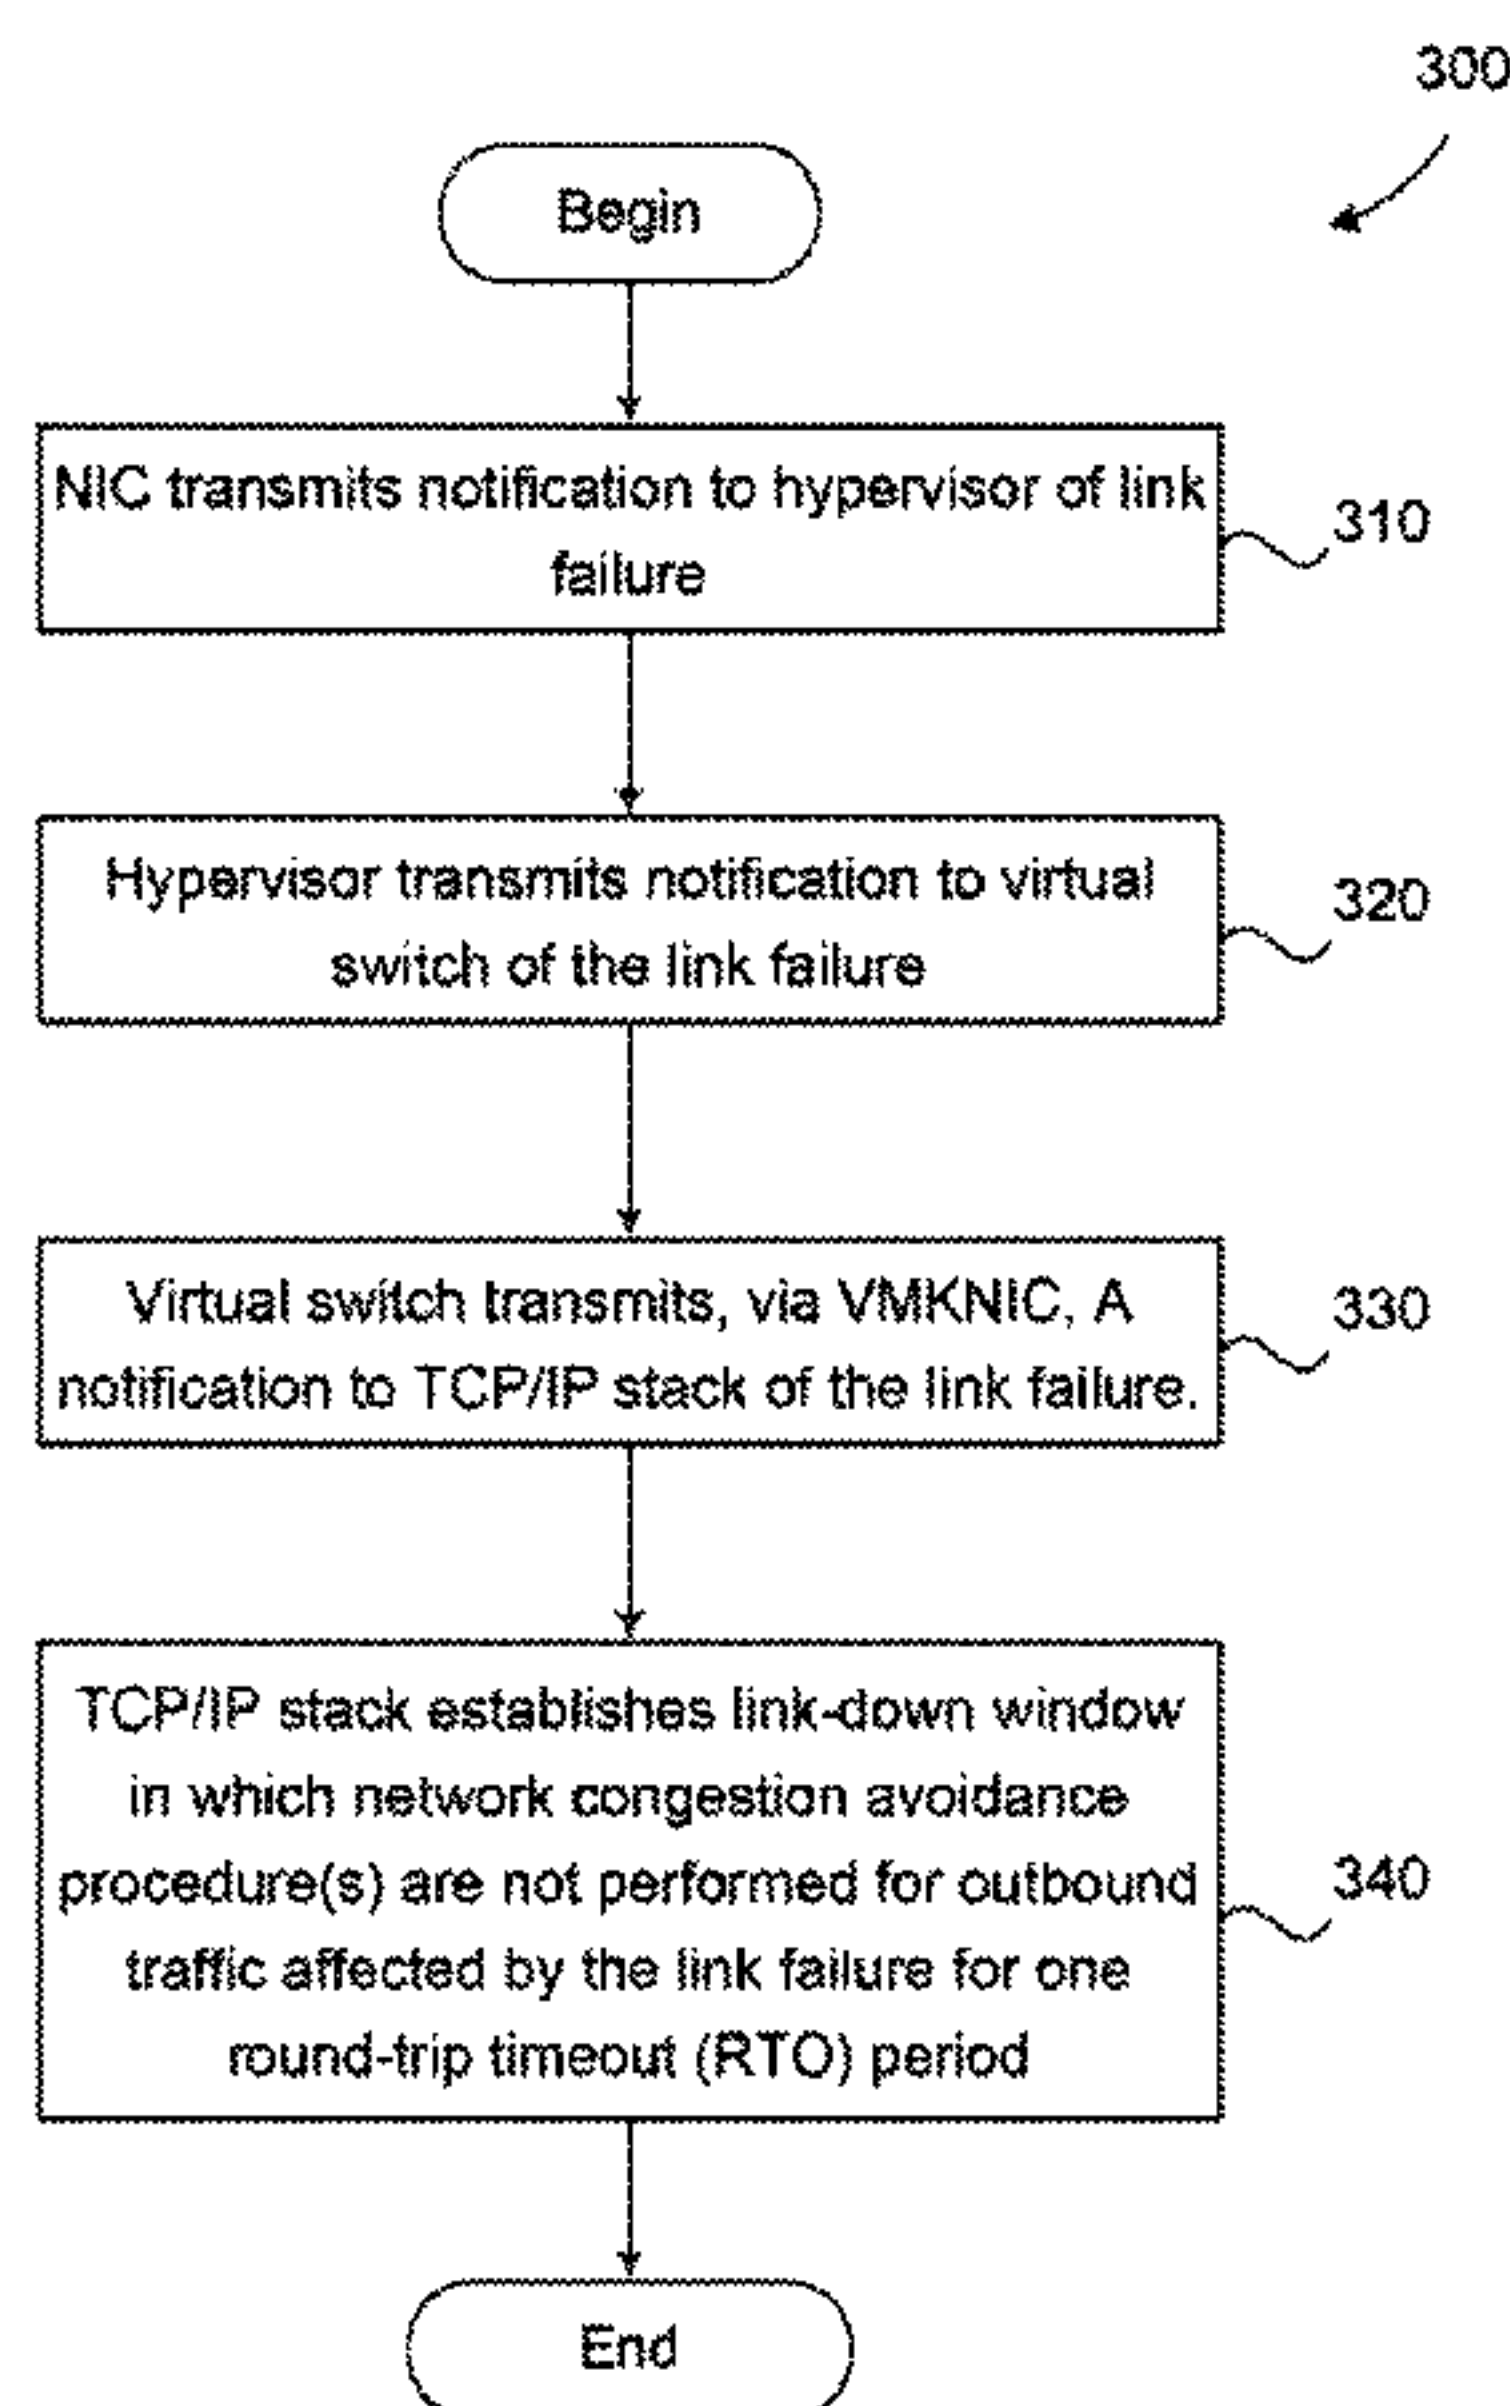 300
Begin
NIC transmits notification to hypervisor of link
failure
310
Hypervisor transmits notification to virtual
switch of the link failure
320
Virtual switch transmits, via VMKNIC, A
notification to TCP/IP stack of the link failure.
330
TCP/IP stack establishes link-down window
in which network congestion avoidance
procedure(s) are not performed for outbound
traffic affected by the link failure for one
round-trip timeout (RTO) period
340
End